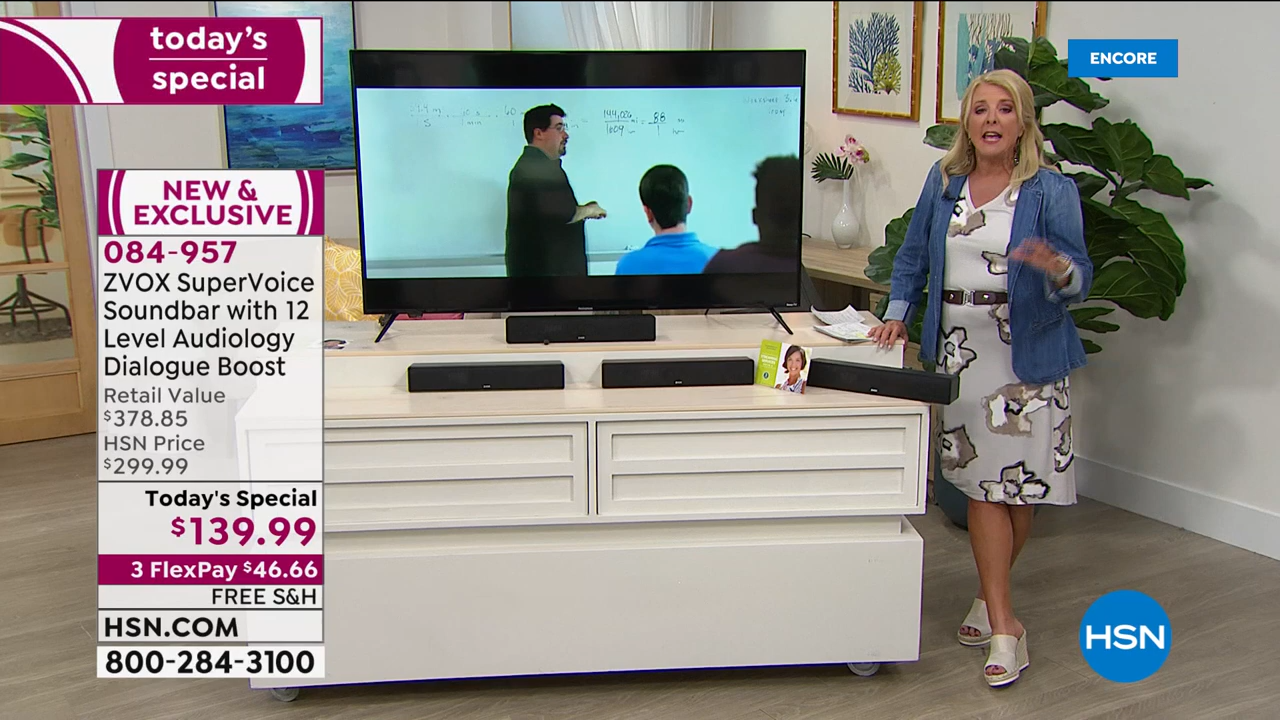 today's
special
ENCORE
NEW &
EXCLUSIVE
084-957
ZVOX SuperVoice
Soundbar with 12
Level Audiology
Dialogue Boost
Retail Value
$378.85
HSN Price
$299.99
Today's Special
$139.99
3 FlexPay $46.66
FREE S&H
HSN.COM
800-284-3100
HSN